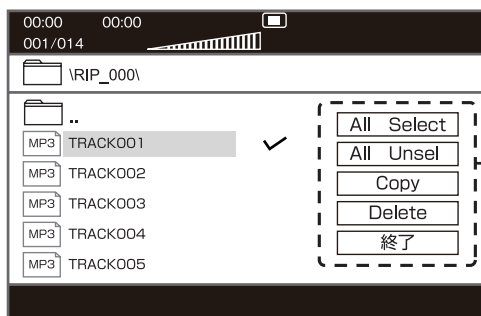 00:00 00:00
001/014
\RIP_000\
..
MP3 TRACK001
MP3 TRACK002
MP3 TRACK003
MP3 TRACK004
MP3 TRACK005
All Select
All Unsel
Copy
Delete
終了